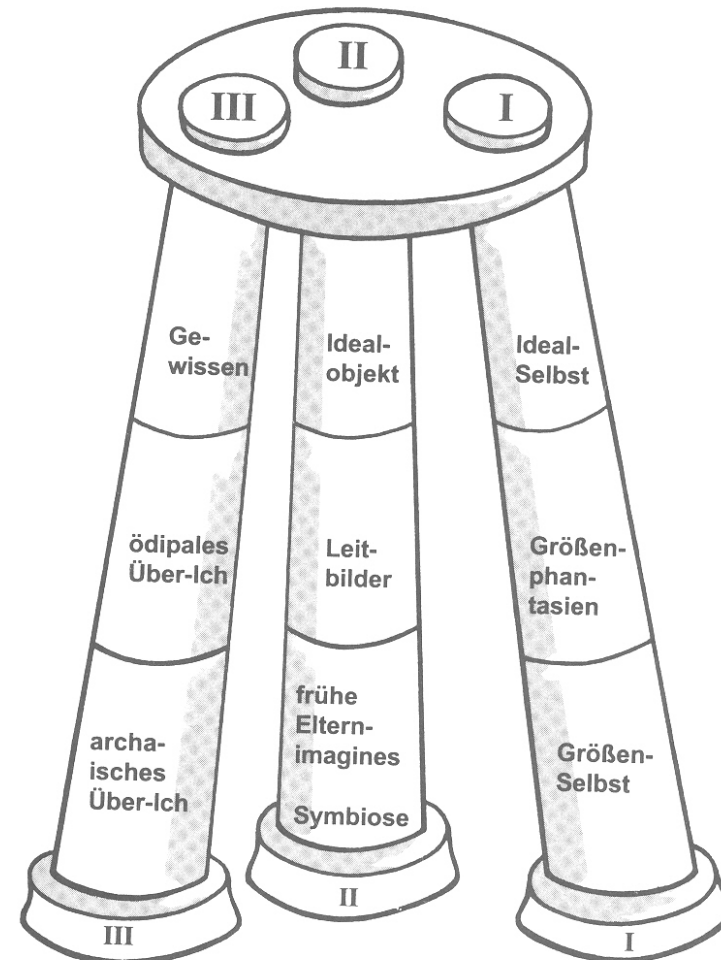 II
III
I
Ge-
wissen
Ideal-
objekt
Ideal-
Selbst
ödipales
Über-Ich
Leit-
bilder
Größen-
phan-
tasien
archa-
isches
Über-Ich
frühe
Eltern-
imagines
Symbiose
Größen-
Selbst
III
II
I